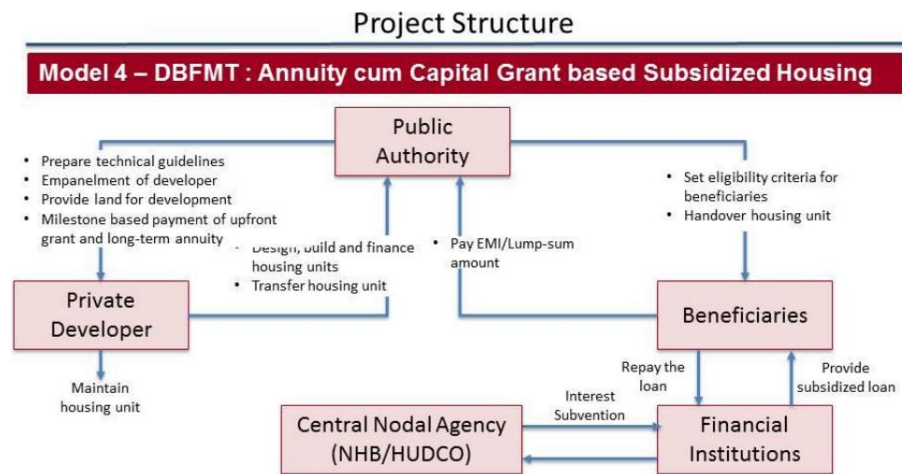 Project Structure
Model 4 – DBFMT : Annuity cum Capital Grant based Subsidized Housing
Public
Authority
• Prepare technical guidelines
• Empanelment of developer
• Provide land for development
• Milestone based payment of upfront
grant and long-term annuity
• Set eligibility criteria for
beneficiaries
• Handover housing unit
Design, build and finance
housing units
• Transfer housing unit
• Pay EMI/Lump-sum
amount
Private
Developer
Beneficiaries
Maintain
housing unit
Repay the
loan
Provide
subsidized loan
Interest
Subvention
Central Nodal Agency
(NHB/HUDCO)
Financial
Institutions